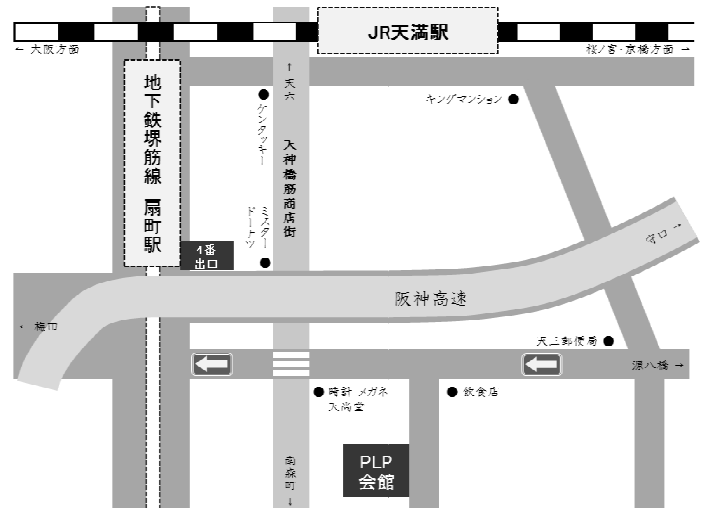 JR天満駅
← 大阪方面
桜ノ宮・京橋方面 →
地下鉄堺筋線 扇町駅
↑ 天六
ケンタッキー
キングマンション
天神橋筋商店街
ミスタードーナツ
1番
出口
守口 →
阪神高速
← 梅田
天三郵便局
源八橋 →
時計 メガネ
入尚堂
飲食店
南森町 ↓
PLP
会館